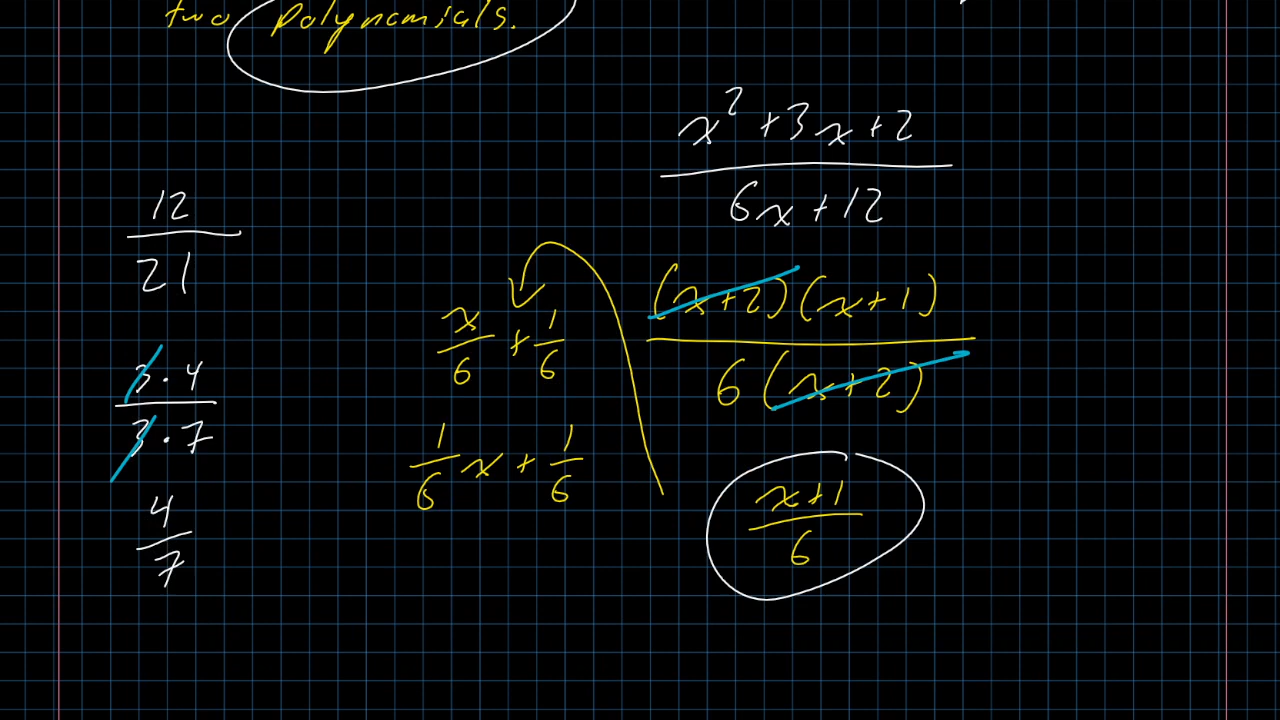 two polynomials.
12
21
3 · 4
3 · 7
4
7
x/6 + 1/6
1/6 x + 1/6
x² + 3x + 2
6x + 12
(x+2)(x+1)
6(x+2)
x+1
6